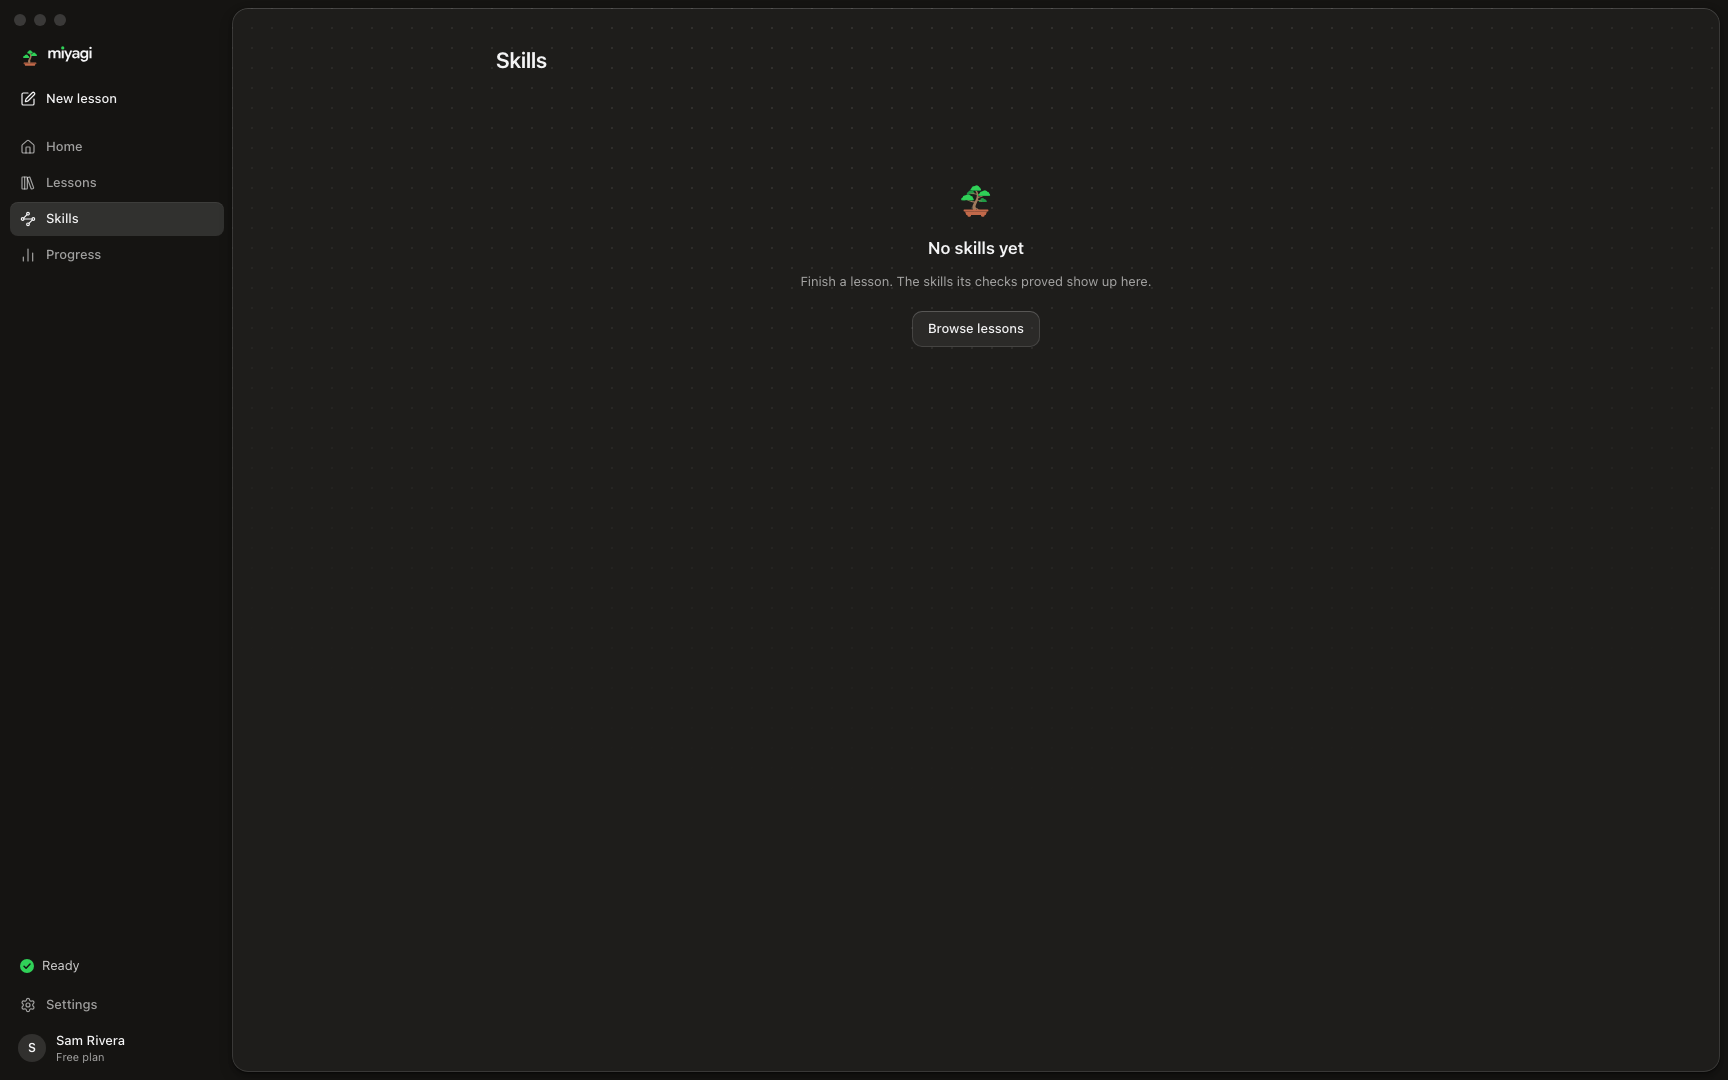 miyagi
New lesson
Home
Lessons
Skills
Progress
Ready
Settings
S
Sam Rivera
Free plan
Skills
No skills yet
Finish a lesson. The skills its checks proved show up here.
Browse lessons